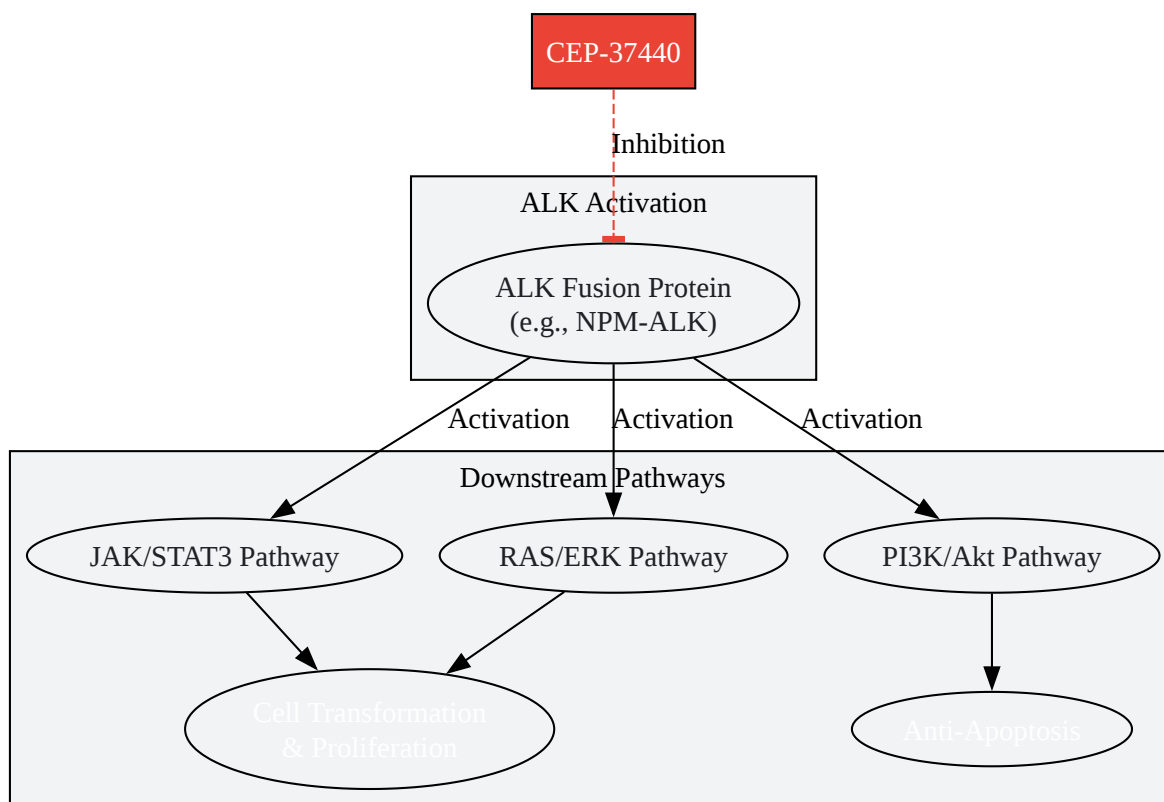 CEP-37440
Inhibition
ALK Activation
ALK Fusion Protein
(e.g., NPM-ALK)
Activation
Activation
Activation
Downstream Pathways
JAK/STAT3 Pathway
RAS/ERK Pathway
PI3K/Akt Pathway
Cell Transformation
& Proliferation
Anti-Apoptosis